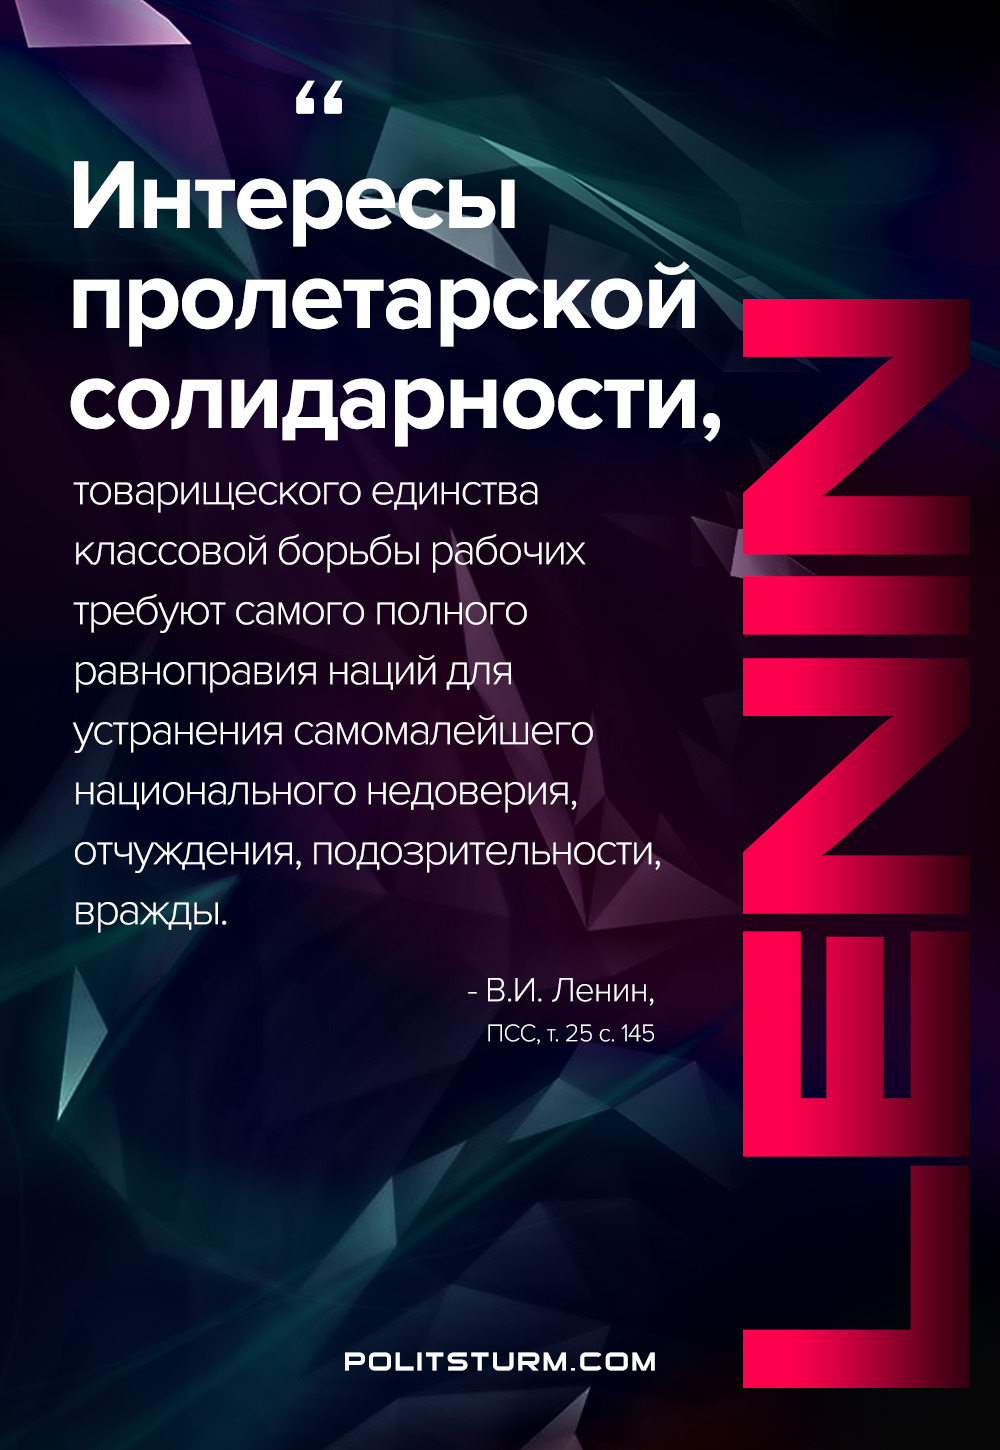 “
Интересы
пролетарской
солидарности,
товарищеского единства
классовой борьбы рабочих
требуют самого полного
равноправия наций для
устранения самомалейшего
национального недоверия,
отчуждения, подозрительности,
вражды.
- В.И. Ленин,
ПСС, т. 25 с. 145
LENIN
POLITSTURM.COM